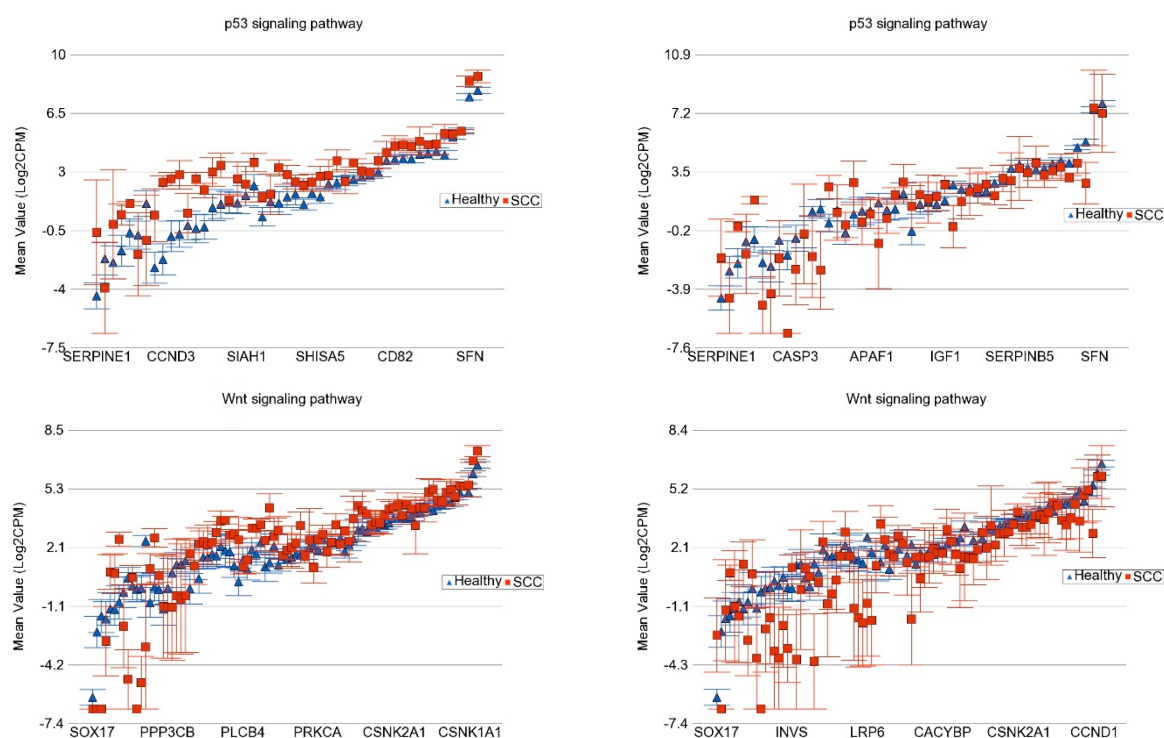 p53 signaling pathway
10
6.5
3
-0.5
-4
-7.5
Mean Value (Log2CPM)
Healthy SCC
SERPINE1 CCND3 SIAH1 SHISA5 CD82 SFN
p53 signaling pathway
10.9
7.2
3.5
-0.2
-3.9
-7.6
Mean Value (Log2CPM)
Healthy SCC
SERPINE1 CASP3 APAF1 IGF1 SERPINB5 SFN
Wnt signaling pathway
8.5
5.3
2.1
-1.1
-4.2
-7.4
Mean Value (Log2CPM)
Healthy SCC
SOX17 PPP3CB PLCB4 PRKCA CSNK2A1 CSNK1A1
Wnt signaling pathway
8.4
5.2
2.1
-1.1
-4.3
-7.4
Mean Value (Log2CPM)
Healthy SCC
SOX17 INVS LRP6 CACYBP CSNK2A1 CCND1